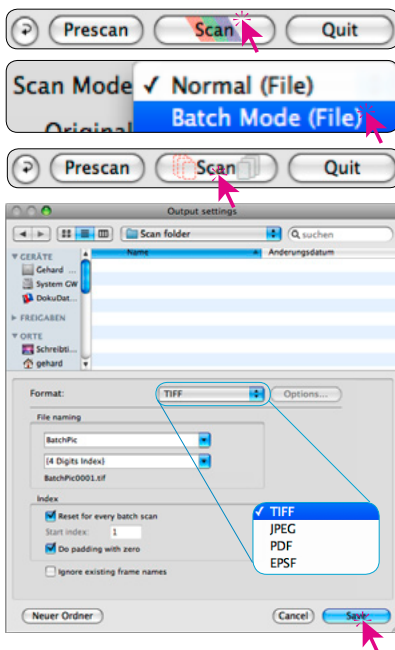 Prescan Scan Quit
Scan Mode ✓ Normal (File)
Batch Mode (File)
Original
Prescan Scan Quit
Output settings
Scan folder suchen
Name Änderungsdatum
GERÄTE
Gehard ...
System GW
DokuDat...
FREIGABEN
ORTE
Schreibti...
gehard
Format: TIFF Options...
File naming
BatchPic
(4 Digits Index)
BatchPic0001.tif
Index
Reset for every batch scan
Start index: 1
Do padding with zero
Ignore existing frame names
✓ TIFF
JPEG
PDF
EPSF
Neuer Ordner Cancel Save